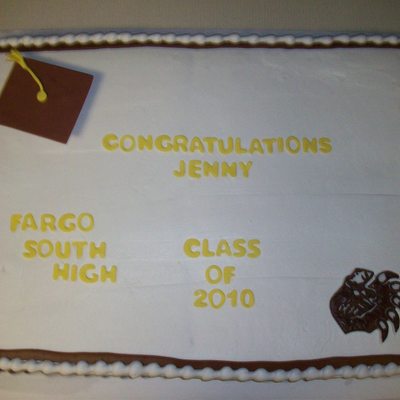 CONGRATULATIONS
JENNY
FARGO
SOUTH
HIGH
CLASS
OF
2010